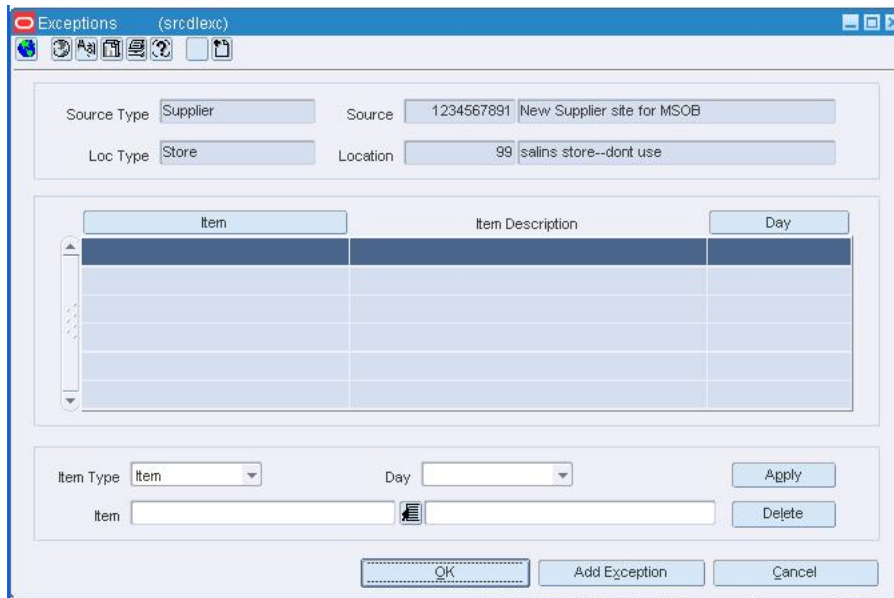 Exceptions (srcdlexc)
Source Type Supplier Source 1234567891 New Supplier site for MSOB
Loc Type Store Location 99 salins store--dont use
Item Item Description Day
Item Type Item Day Apply
Item Delete
OK Add Exception Cancel